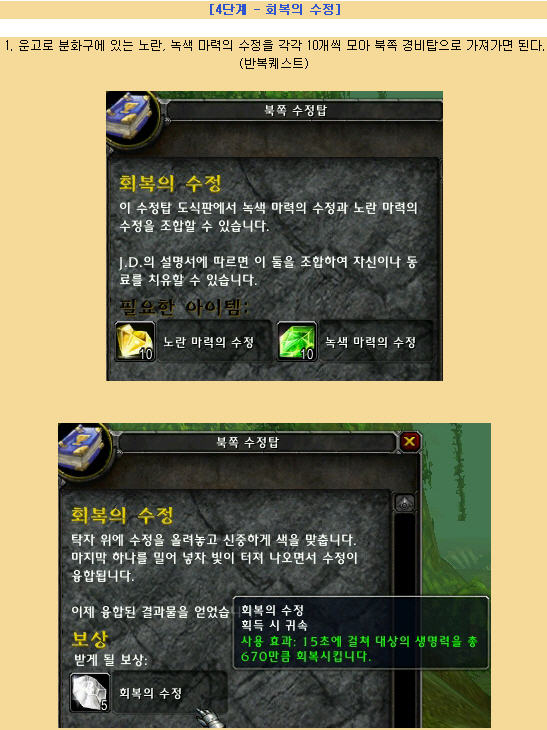 [4단계 - 회복의 수정]
1. 운고로 분화구에 있는 노란, 녹색 마력의 수정을 각각 10개씩 모아 북쪽 경비탑으로 가져가면 된다.
(반복퀘스트)
북쪽 수정탑
회복의 수정
이 수정탑 도식판에서 녹색 마력의 수정과 노란 마력의
수정을 조합할 수 있습니다.
J.D.의 설명서에 따르면 이 둘을 조합하여 자신이나 동
료를 치유할 수 있습니다.
필요한 아이템:
10 노란 마력의 수정 10 녹색 마력의 수정
북쪽 수정탑
회복의 수정
탁자 위에 수정을 올려놓고 신중하게 색을 맞춥니다.
마지막 하나를 밀어 넣자 빛이 터져 나오면서 수정이
융합됩니다.
이제 융합된 결과물을 얻었습
회복의 수정
획득 시 귀속
사용 효과: 15초에 걸쳐 대상의 생명력을 총
670만큼 회복시킵니다.
보상
받게 될 보상:
5 회복의 수정